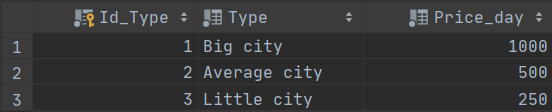 Id_Type Type Price_day
1 1 Big city 1000
2 2 Average city 500
3 3 Little city 250